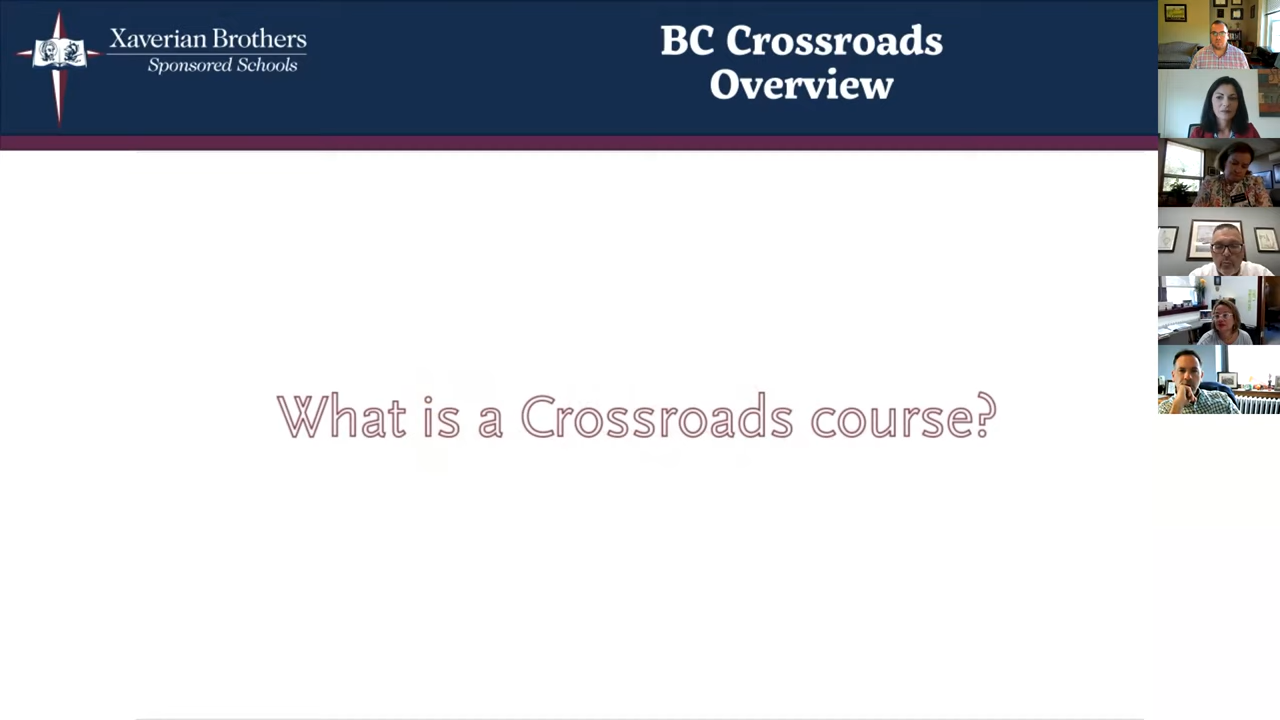 Xaverian Brothers
Sponsored Schools
BC Crossroads
Overview
What is a Crossroads course?